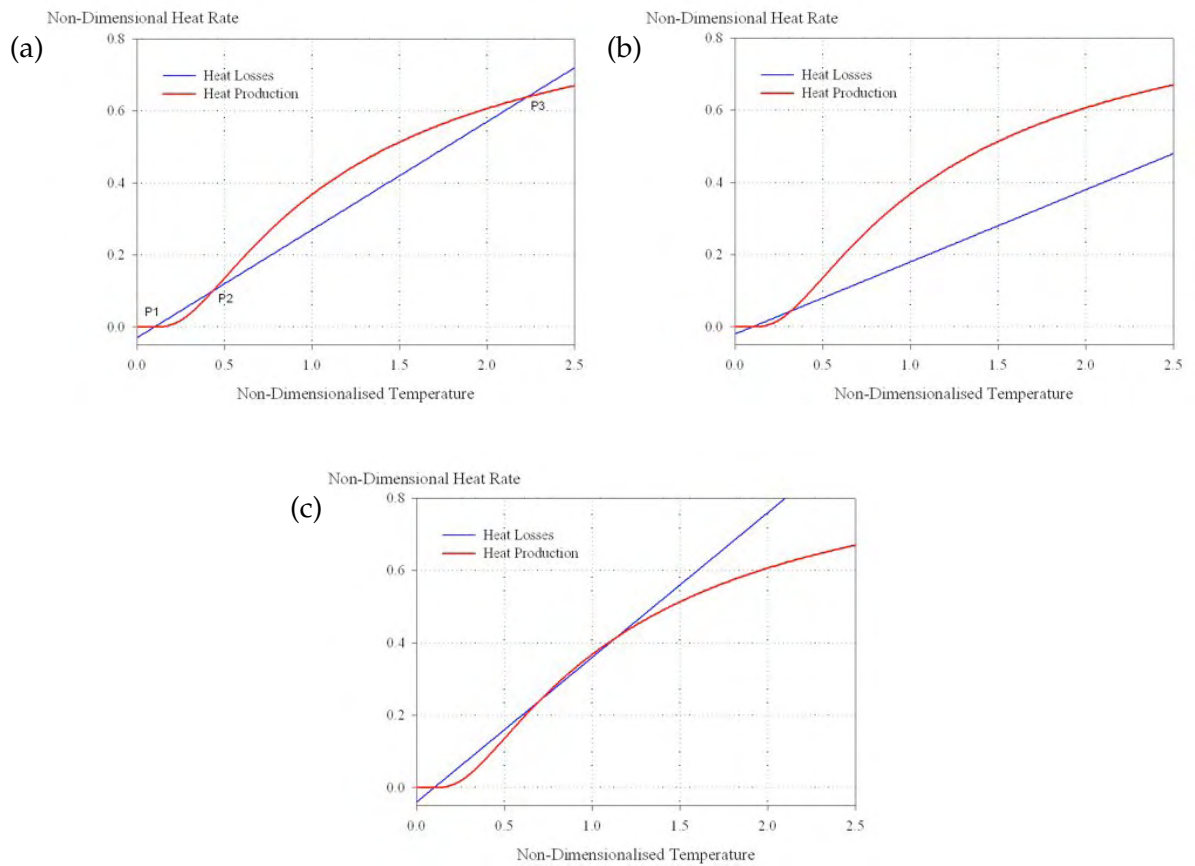 (a)
Non-Dimensional Heat Rate
0.8
0.6
0.4
0.2
0.0
Heat Losses
Heat Production
P1
P2
P3
0.0 0.5 1.0 1.5 2.0 2.5
Non-Dimensionalised Temperature
(b)
Non-Dimensional Heat Rate
0.8
0.6
0.4
0.2
0.0
Heat Losses
Heat Production
0.0 0.5 1.0 1.5 2.0 2.5
Non-Dimensionalised Temperature
(c)
Non-Dimensional Heat Rate
0.8
0.6
0.4
0.2
0.0
Heat Losses
Heat Production
0.0 0.5 1.0 1.5 2.0 2.5
Non-Dimensionalised Temperature